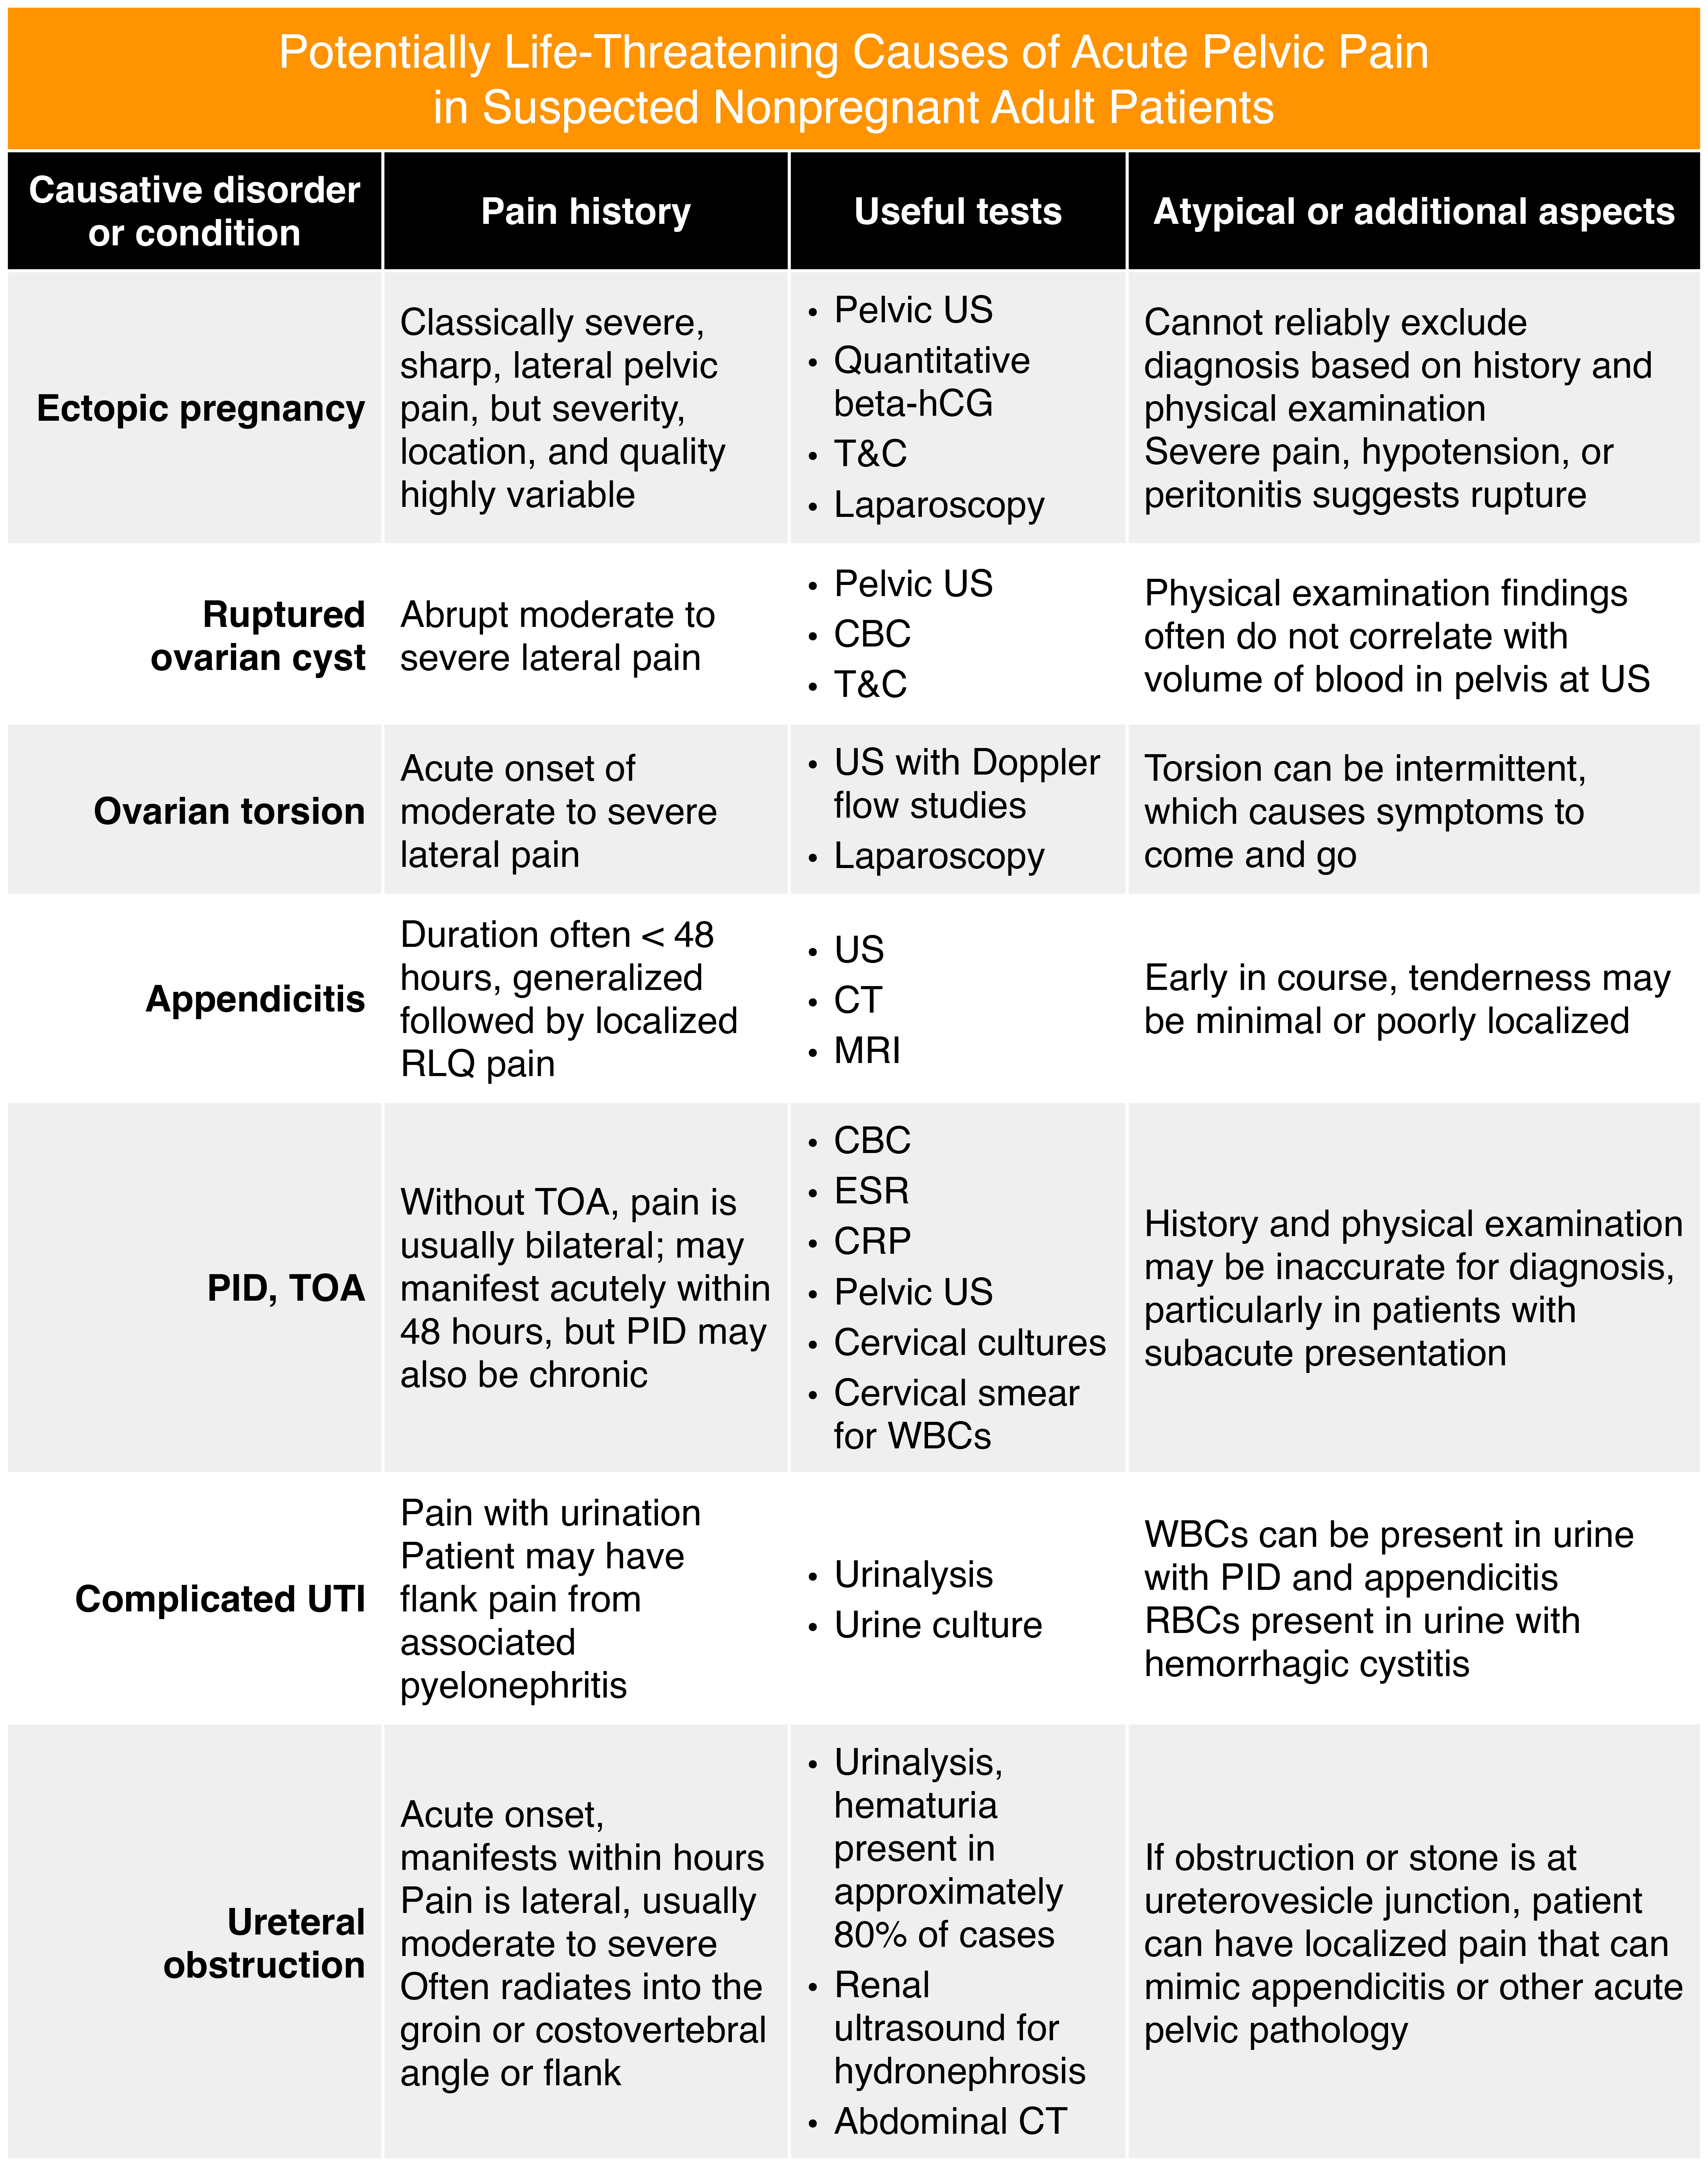 Potentially Life-Threatening Causes of Acute Pelvic Pain
in Suspected Nonpregnant Adult Patients
Causative disorder
or condition
Pain history
Useful tests
Atypical or additional aspects
Ectopic pregnancy
Classically severe,
sharp, lateral pelvic
pain, but severity,
location, and quality
highly variable
• Pelvic US
• Quantitative
beta-hCG
• T&C
• Laparoscopy
Cannot reliably exclude
diagnosis based on history and
physical examination
Severe pain, hypotension, or
peritonitis suggests rupture
Ruptured
ovarian cyst
Abrupt moderate to
severe lateral pain
• Pelvic US
• CBC
• T&C
Physical examination findings
often do not correlate with
volume of blood in pelvis at US
Ovarian torsion
Acute onset of
moderate to severe
lateral pain
• US with Doppler
flow studies
• Laparoscopy
Torsion can be intermittent,
which causes symptoms to
come and go
Appendicitis
Duration often < 48
hours, generalized
followed by localized
RLQ pain
• US
• CT
• MRI
Early in course, tenderness may
be minimal or poorly localized
PID, TOA
Without TOA, pain is
usually bilateral; may
manifest acutely within
48 hours, but PID may
also be chronic
• CBC
• ESR
• CRP
• Pelvic US
• Cervical cultures
• Cervical smear
for WBCs
History and physical examination
may be inaccurate for diagnosis,
particularly in patients with
subacute presentation
Complicated UTI
Pain with urination
Patient may have
flank pain from
associated
pyelonephritis
• Urinalysis
• Urine culture
WBCs can be present in urine
with PID and appendicitis
RBCs present in urine with
hemorrhagic cystitis
Ureteral
obstruction
Acute onset,
manifests within hours
Pain is lateral, usually
moderate to severe
Often radiates into the
groin or costovertebral
angle or flank
• Urinalysis,
hematuria
present in
approximately
80% of cases
• Renal
ultrasound for
hydronephrosis
• Abdominal CT
If obstruction or stone is at
ureterovesicle junction, patient
can have localized pain that can
mimic appendicitis or other acute
pelvic pathology